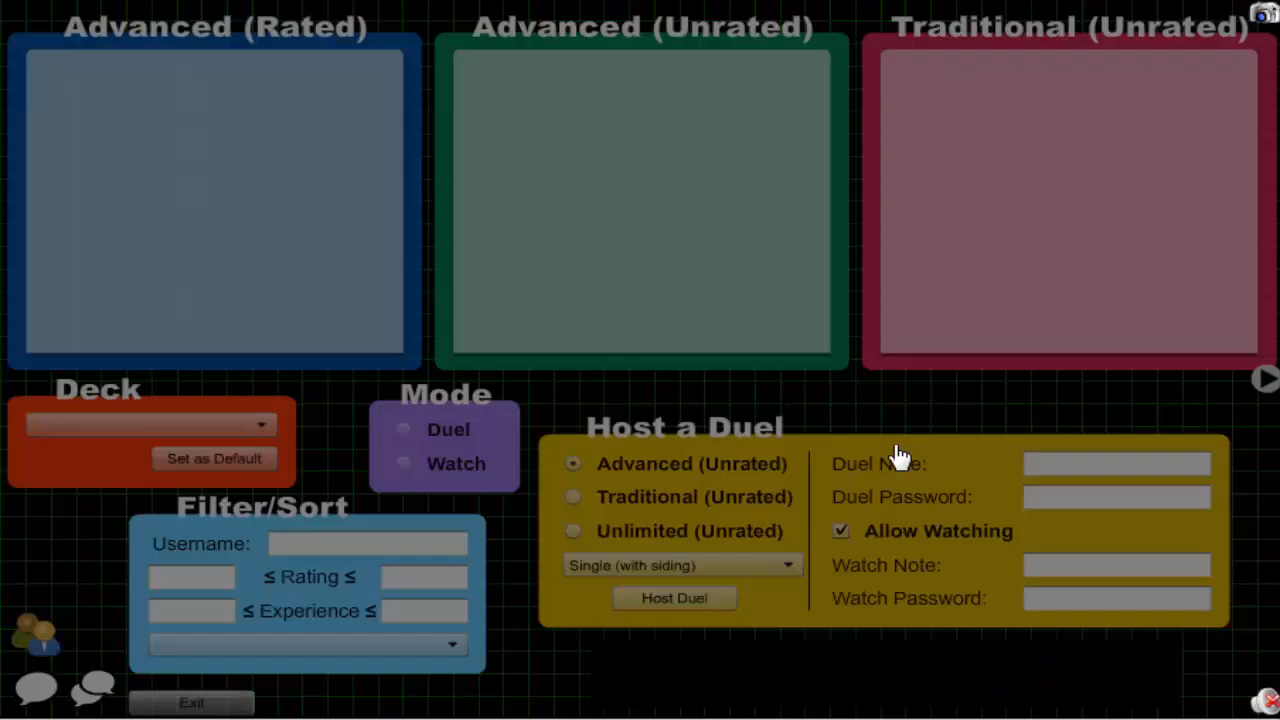 Advanced (Rated)
Advanced (Unrated)
Traditional (Unrated)
Deck
Set as Default
Mode
Duel
Watch
Filter/Sort
Username:
≤ Rating ≤
≤ Experience ≤
Exit
Host a Duel
Advanced (Unrated)
Traditional (Unrated)
Unlimited (Unrated)
Single (with siding)
Host Duel
Duel Note:
Duel Password:
Allow Watching
Watch Note:
Watch Password: